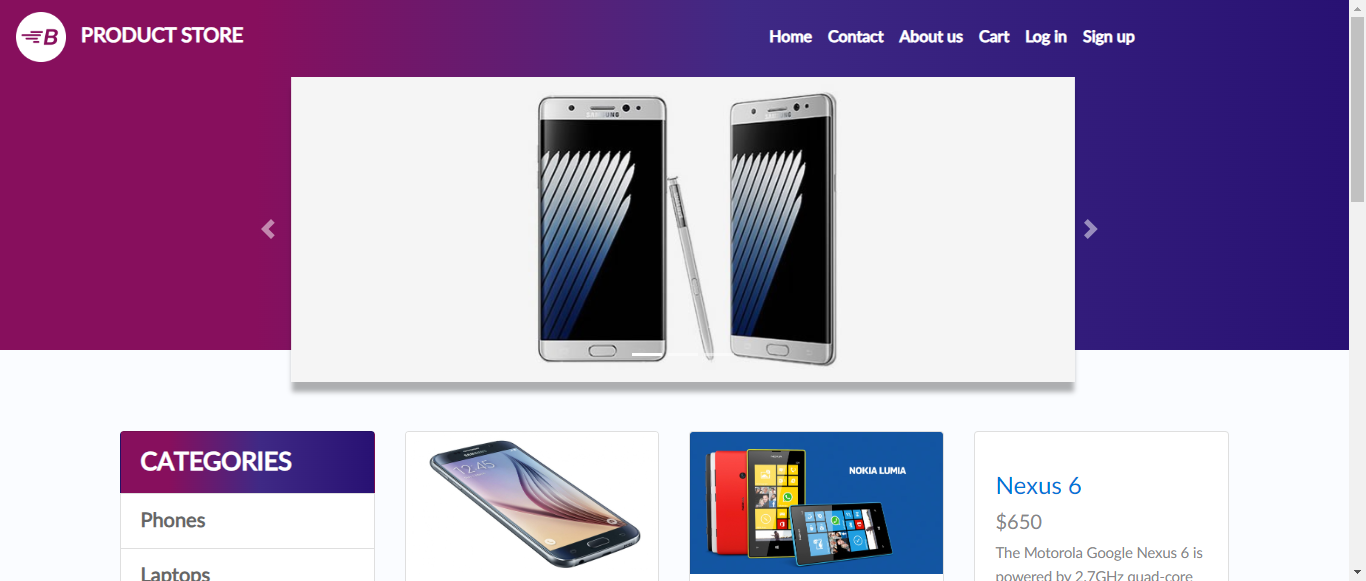 B PRODUCT STORE
Home Contact About us Cart Log in Sign up
SAMSUNG SAMSUNG
CATEGORIES
Phones
Laptops
SAMSUNG
12:45
NOKIA LUMIA
Nexus 6
$650
The Motorola Google Nexus 6 is
powered by 2.7GHz quad-core